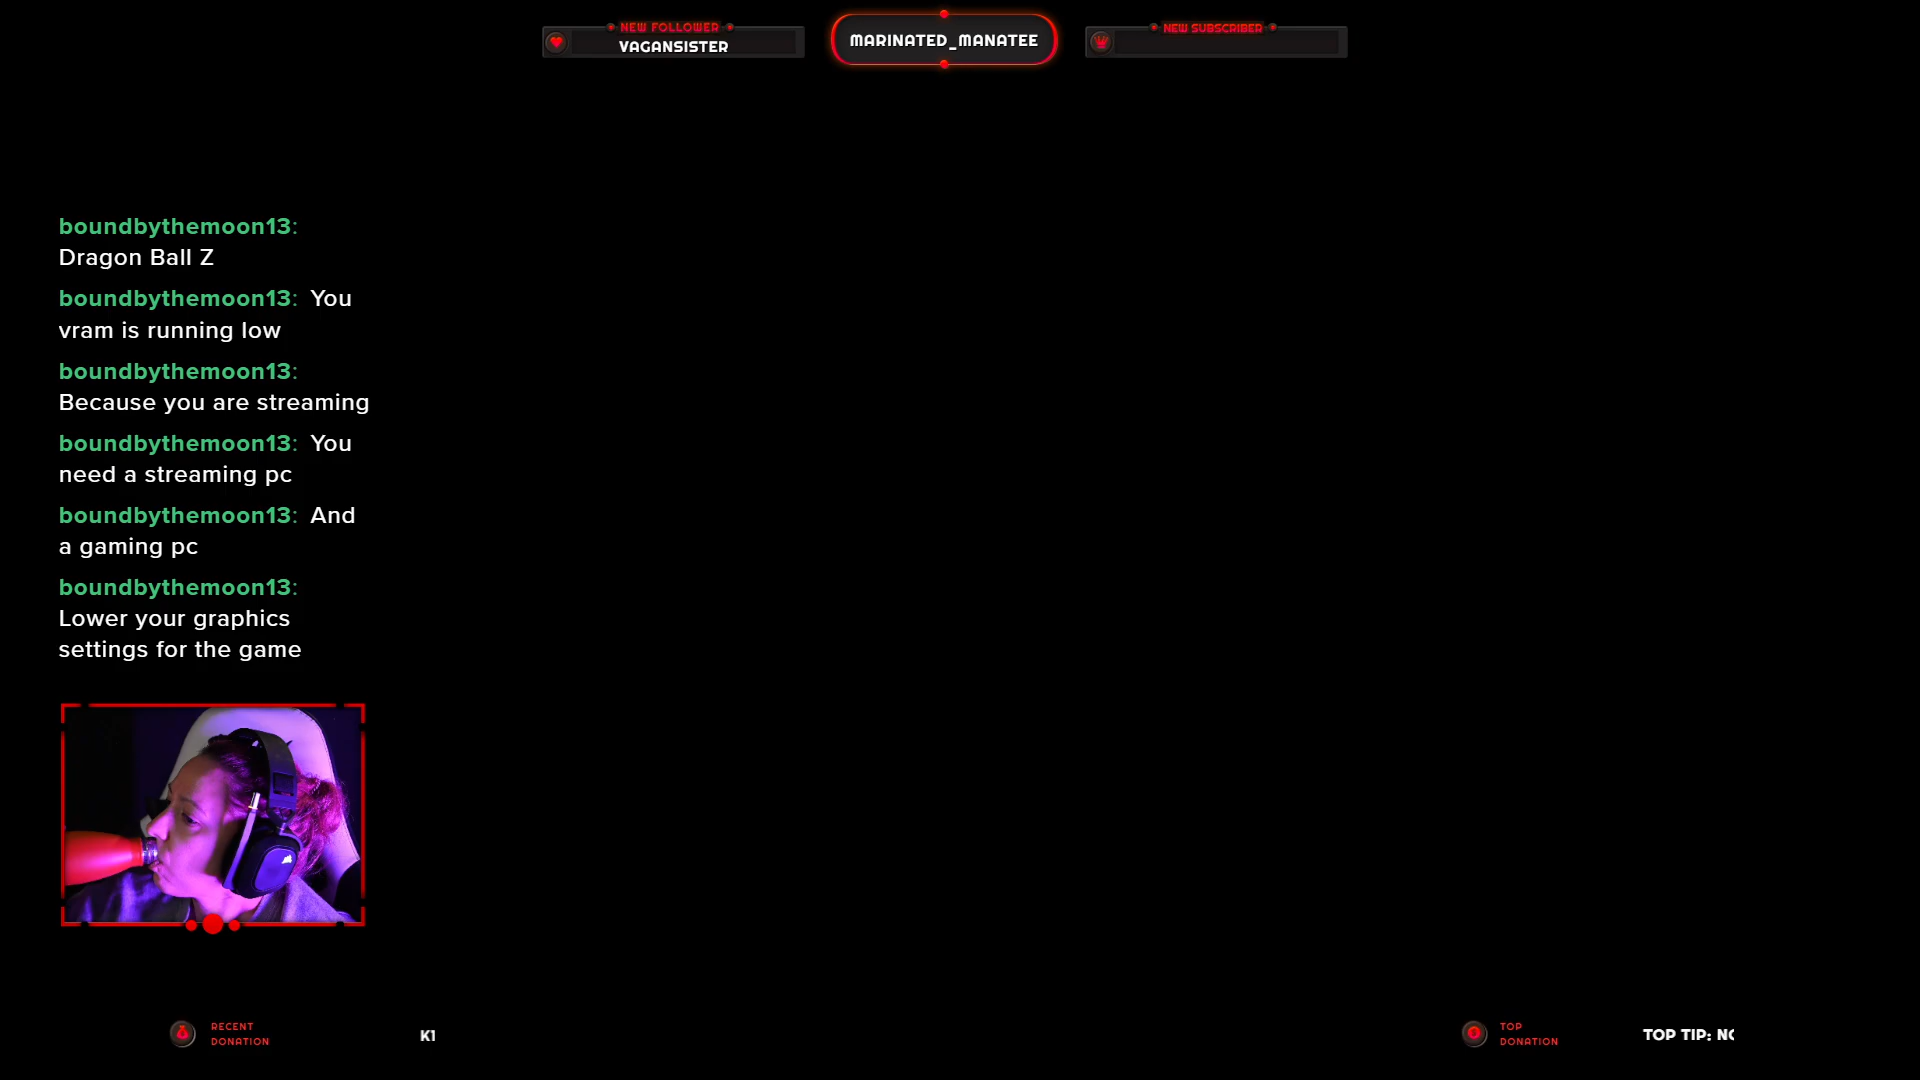 NEW FOLLOWER
VAGANSISTER
MARINATED_MANATEE
NEW SUBSCRIBER
boundbythemoon13:
Dragon Ball Z
boundbythemoon13: You
vram is running low
boundbythemoon13:
Because you are streaming
boundbythemoon13: You
need a streaming pc
boundbythemoon13: And
a gaming pc
boundbythemoon13:
Lower your graphics
settings for the game
RECENT
DONATION
K1
TOP
DONATION
TOP TIP: